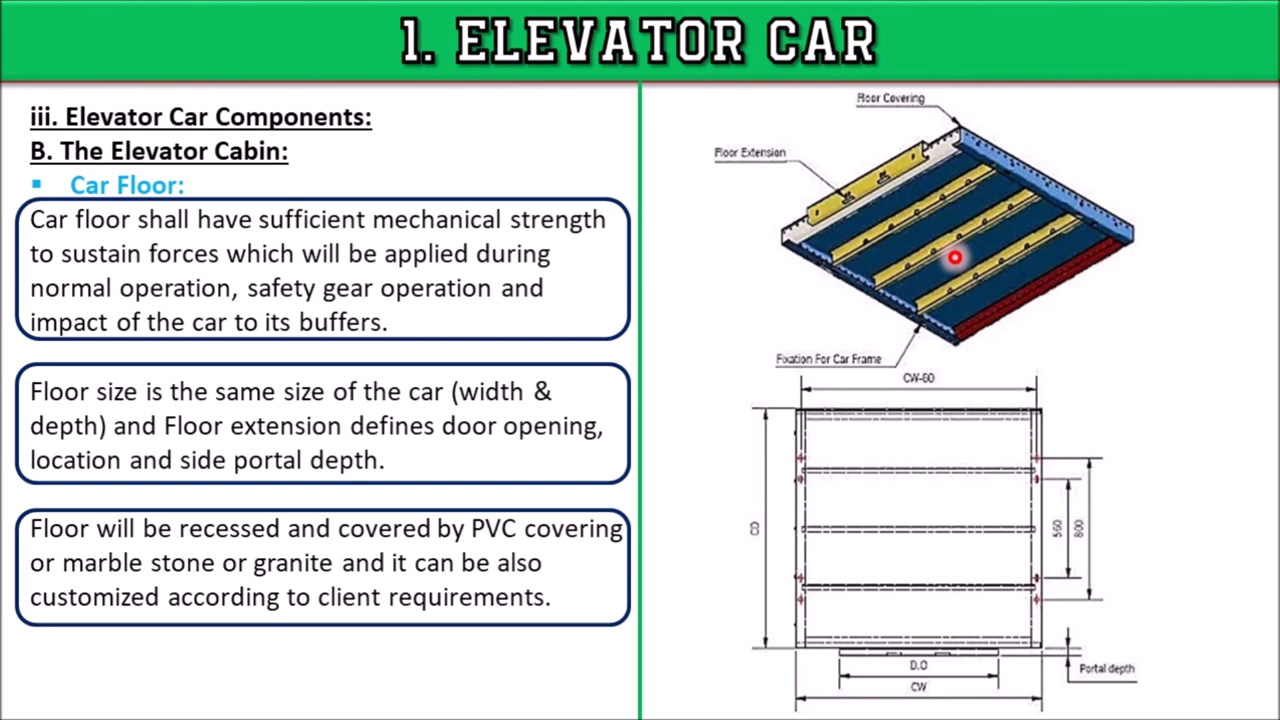 1. ELEVATOR CAR
iii. Elevator Car Components:
B. The Elevator Cabin:
▪ Car Floor:
Car floor shall have sufficient mechanical strength
to sustain forces which will be applied during
normal operation, safety gear operation and
impact of the car to its buffers.
Floor size is the same size of the car (width &
depth) and Floor extension defines door opening,
location and side portal depth.
Floor will be recessed and covered by PVC covering
or marble stone or granite and it can be also
customized according to client requirements.
Floor Covering
Floor Extension
Fixation For Car Frame
CW-60
CD
560
800
Portal depth
D.O
CW